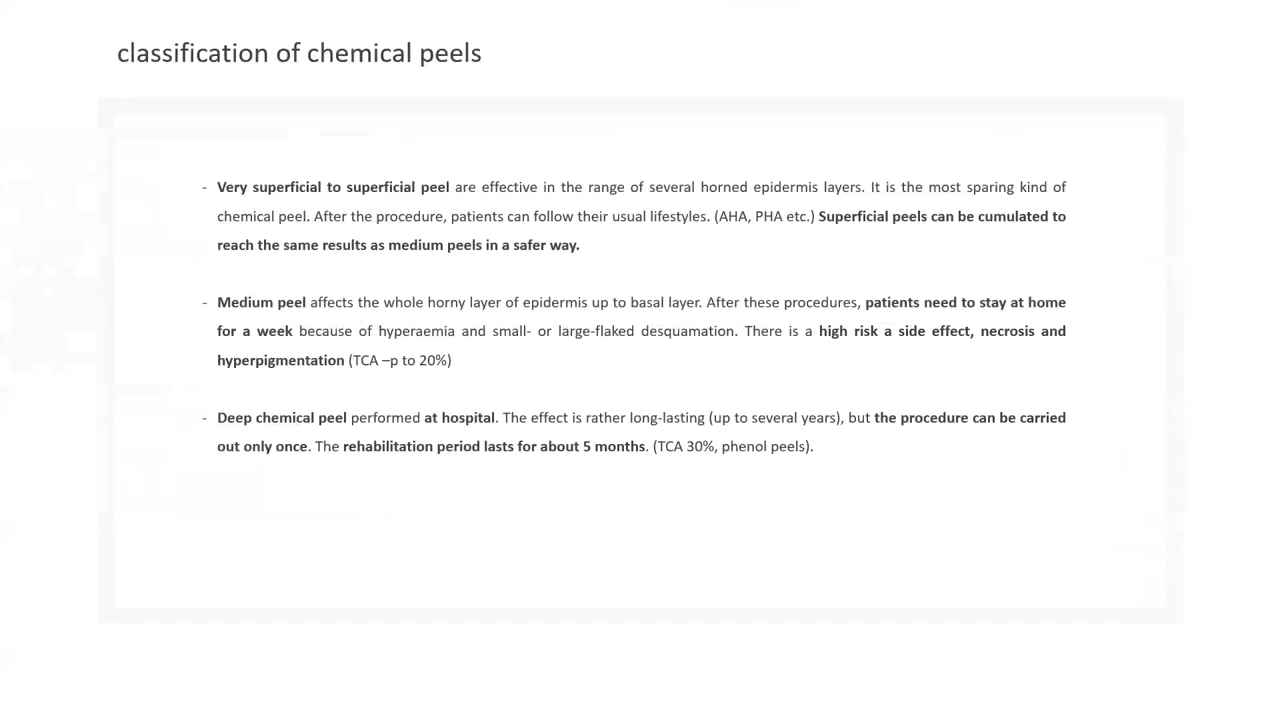 classification of chemical peels
- Very superficial to superficial peel are effective in the range of several horned epidermis layers. It is the most sparing kind of
chemical peel. After the procedure, patients can follow their usual lifestyles. (AHA, PHA etc.) Superficial peels can be cumulated to
reach the same results as medium peels in a safer way.
- Medium peel affects the whole horny layer of epidermis up to basal layer. After these procedures, patients need to stay at home
for a week because of hyperaemia and small- or large-flaked desquamation. There is a high risk a side effect, necrosis and
hyperpigmentation (TCA –p to 20%)
- Deep chemical peel performed at hospital. The effect is rather long-lasting (up to several years), but the procedure can be carried
out only once. The rehabilitation period lasts for about 5 months. (TCA 30%, phenol peels).